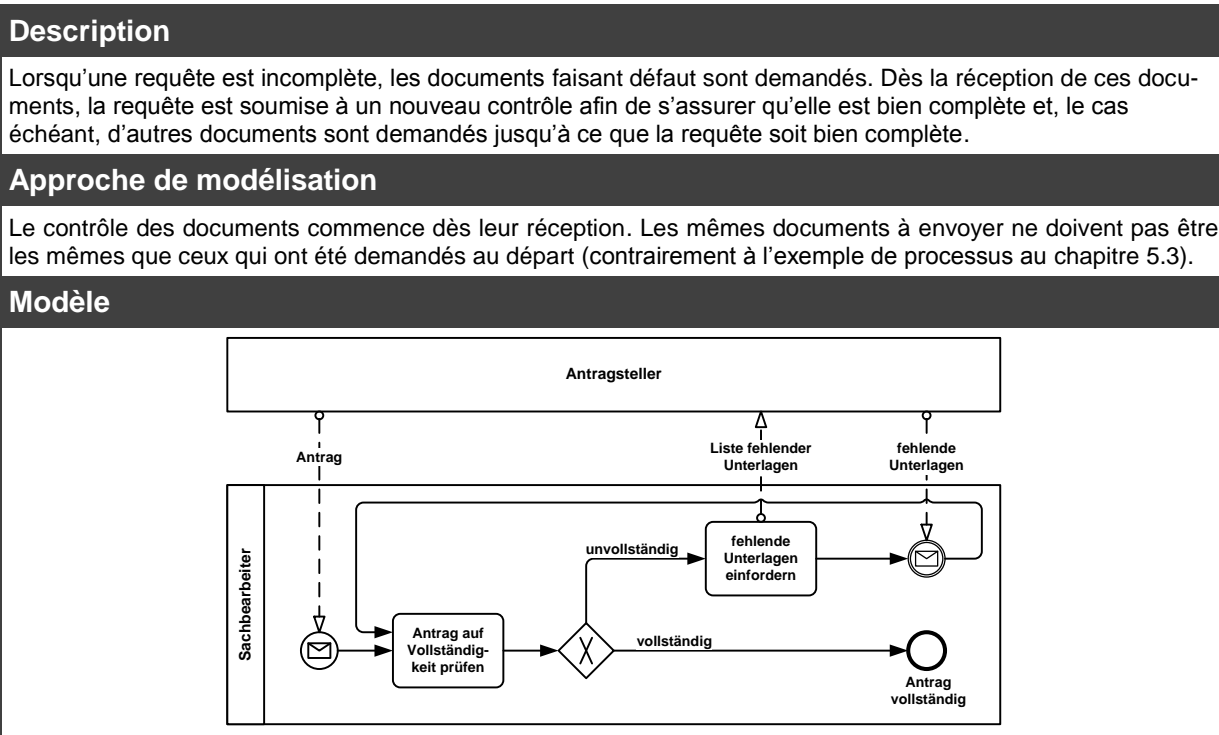 Description
Lorsqu’une requête est incomplète, les documents faisant défaut sont demandés. Dès la réception de ces docu-
ments, la requête est soumise à un nouveau contrôle afin de s’assurer qu’elle est bien complète et, le cas
échéant, d’autres documents sont demandés jusqu’à ce que la requête soit bien complète.
Approche de modélisation
Le contrôle des documents commence dès leur réception. Les mêmes documents à envoyer ne doivent pas être
les mêmes que ceux qui ont été demandés au départ (contrairement à l’exemple de processus au chapitre 5.3).
Modèle
Antragsteller
Antrag
Liste fehlender
Unterlagen
fehlende
Unterlagen
Sachbearbeiter
unvollständig
fehlende
Unterlagen
einfordern
Antrag auf
Vollständig-
keit prüfen
X
vollständig
Antrag
vollständig